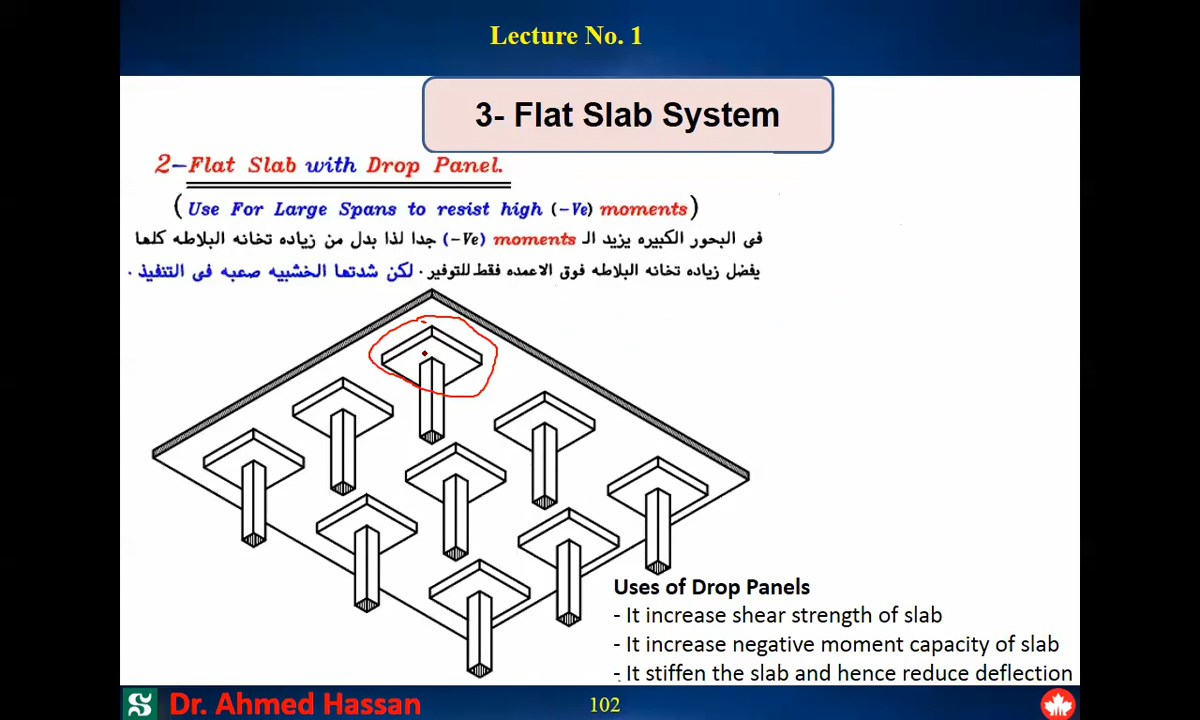 Lecture No. 1
3- Flat Slab System
2-Flat Slab with Drop Panel.
(Use For Large Spans to resist high (-Ve) moments)
فى البحور الكبيره يزيد الـ moments (-Ve) جدا لذا بدل من زياده تخانه البلاطه كلها
يفضل زياده تخانه البلاطه فوق الاعمده فقط للتوفير . لكن شدتها الخشبيه صعبه فى التنفيذ .
Uses of Drop Panels
- It increase shear strength of slab
- It increase negative moment capacity of slab
- It stiffen the slab and hence reduce deflection
Dr. Ahmed Hassan
102